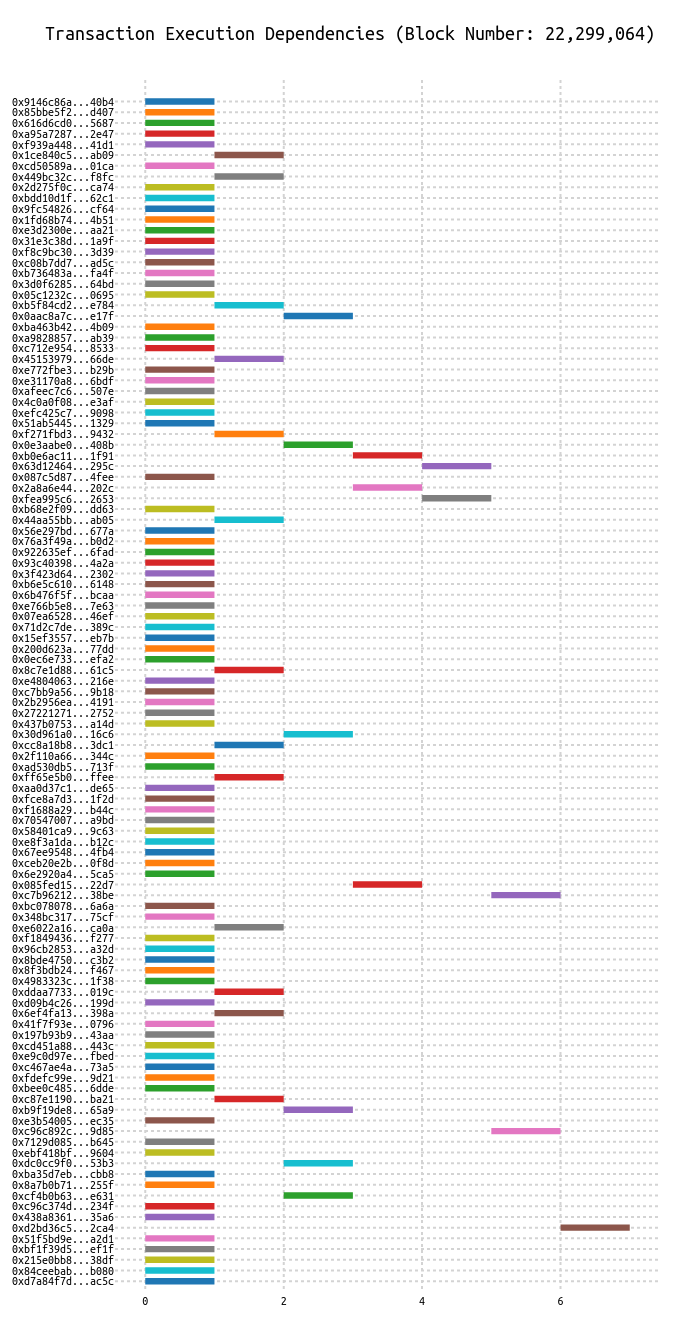 Transaction Execution Dependencies (Block Number: 22,299,064)
0x9146c86a...40b4
0x85bbe5f2...d407
0x616d6cd0...5687
0xa95a7287...2e47
0xf939a448...41d1
0x1ce840c5...ab09
0xcd50589a...01ca
0x449bc32c...f8fc
0x2d275f0c...ca74
0xbdd10d1f...62c1
0x9fc54826...cf64
0x1fd68b74...4b51
0xe3d2300e...aa21
0x31e3c38d...1a9f
0xf8c9bc30...3d39
0xc08b7dd7...ad5c
0xb736483a...fa4f
0x3d0f6285...64bd
0x05c1232c...0695
0xb5f84cd2...e784
0x0aac8a7c...e17f
0xba463b42...4b09
0xa9828857...ab39
0xc712e954...8533
0x45153979...66de
0xe772fbe3...b29b
0xe31170a8...6bdf
0xafeec7c6...507e
0x4c0a0f08...e3af
0xefc425c7...9098
0x51ab5445...1329
0xf271fbd3...9432
0x0e3aabe0...408b
0xb0e6ac11...1f91
0x63d12464...295c
0x087c5d87...4fee
0x2a8a6e44...202c
0xfea995c6...2653
0xb68e2f09...dd63
0x44aa55bb...ab05
0x56e297bd...677a
0x76a3f49a...b0d2
0x922635ef...6fad
0x93c40398...4a2a
0x3f423d64...2302
0xb6e5c610...6148
0x6b476f5f...bcaa
0xe766b5e8...7e63
0x07ea6528...46ef
0x71d2c7de...389c
0x15ef3557...eb7b
0x200d623a...77dd
0x0ec6e733...efa2
0x8c7e1d88...61c5
0xe4804063...216e
0xc7bb9a56...9b18
0x2b2956ea...4191
0x27221271...2752
0x437b0753...a14d
0x30d961a0...16c6
0xcc8a18b8...3dc1
0x2f110a66...344c
0xad530db5...713f
0xff65e5b0...ffee
0xaa0d37c1...de65
0xfce8a7d3...1f2d
0xf1688a29...b44c
0x70547007...a9bd
0x58401ca9...9c63
0xe8f3a1da...b12c
0x67ee9548...4fb4
0xceb20e2b...0f8d
0x6e2920a4...5ca5
0x085fed15...22d7
0xc7b96212...38be
0xbc078078...6a6a
0x348bc317...75cf
0xe6022a16...ca0a
0xf1849436...f277
0x96cb2853...a32d
0x8bde4750...c3b2
0x8f3bdb24...f467
0x4983323c...1f38
0xddaa7733...019c
0xd09b4c26...199d
0x6ef4fa13...398a
0x41f7f93e...0796
0x197b93b9...43aa
0xcd451a88...443c
0xe9c0d97e...fbed
0xc467ae4a...73a5
0xfdefc99e...9d21
0xbee0c485...6dde
0xc87e1190...ba21
0xb9f19de8...65a9
0xe3b54005...ec35
0xc96c892c...9d85
0x7129d085...b645
0xebf418bf...9604
0xdc0cc9f0...53b3
0xba35d7eb...cbb8
0x8a7b0b71...255f
0xcf4b0b63...e631
0xc96c374d...234f
0x438a8361...35a6
0xd2bd36c5...2ca4
0x51f5bd9e...a2d1
0xbf1f39d5...ef1f
0x215e0bb8...38df
0x84ceebab...b080
0xd7a84f7d...ac5c
0 2 4 6